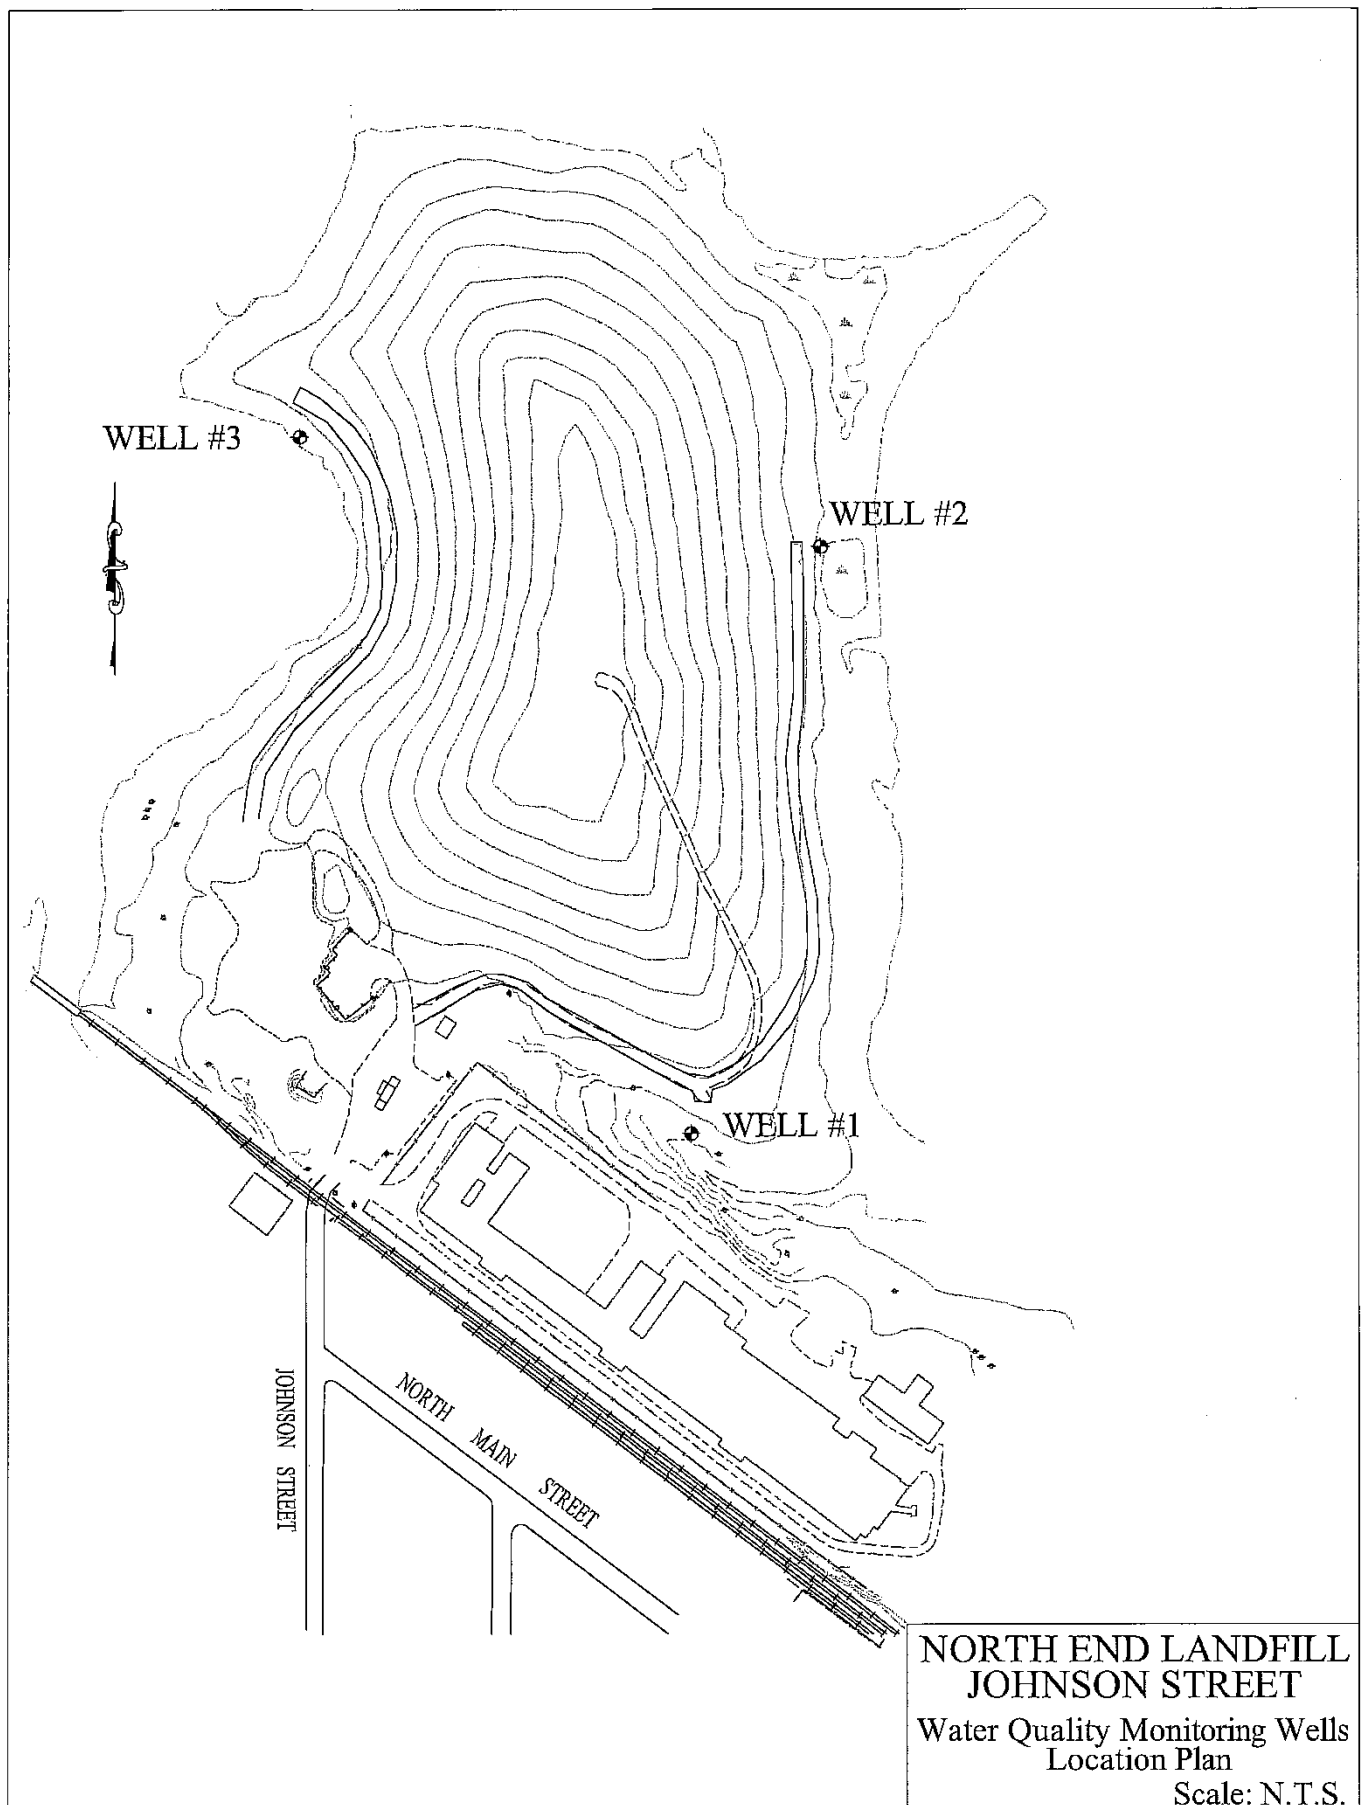 WELL #3
WELL #2
WELL #1
JOHNSON STREET
NORTH MAIN STREET
NORTH END LANDFILL
JOHNSON STREET
Water Quality Monitoring Wells
Location Plan
Scale: N.T.S.